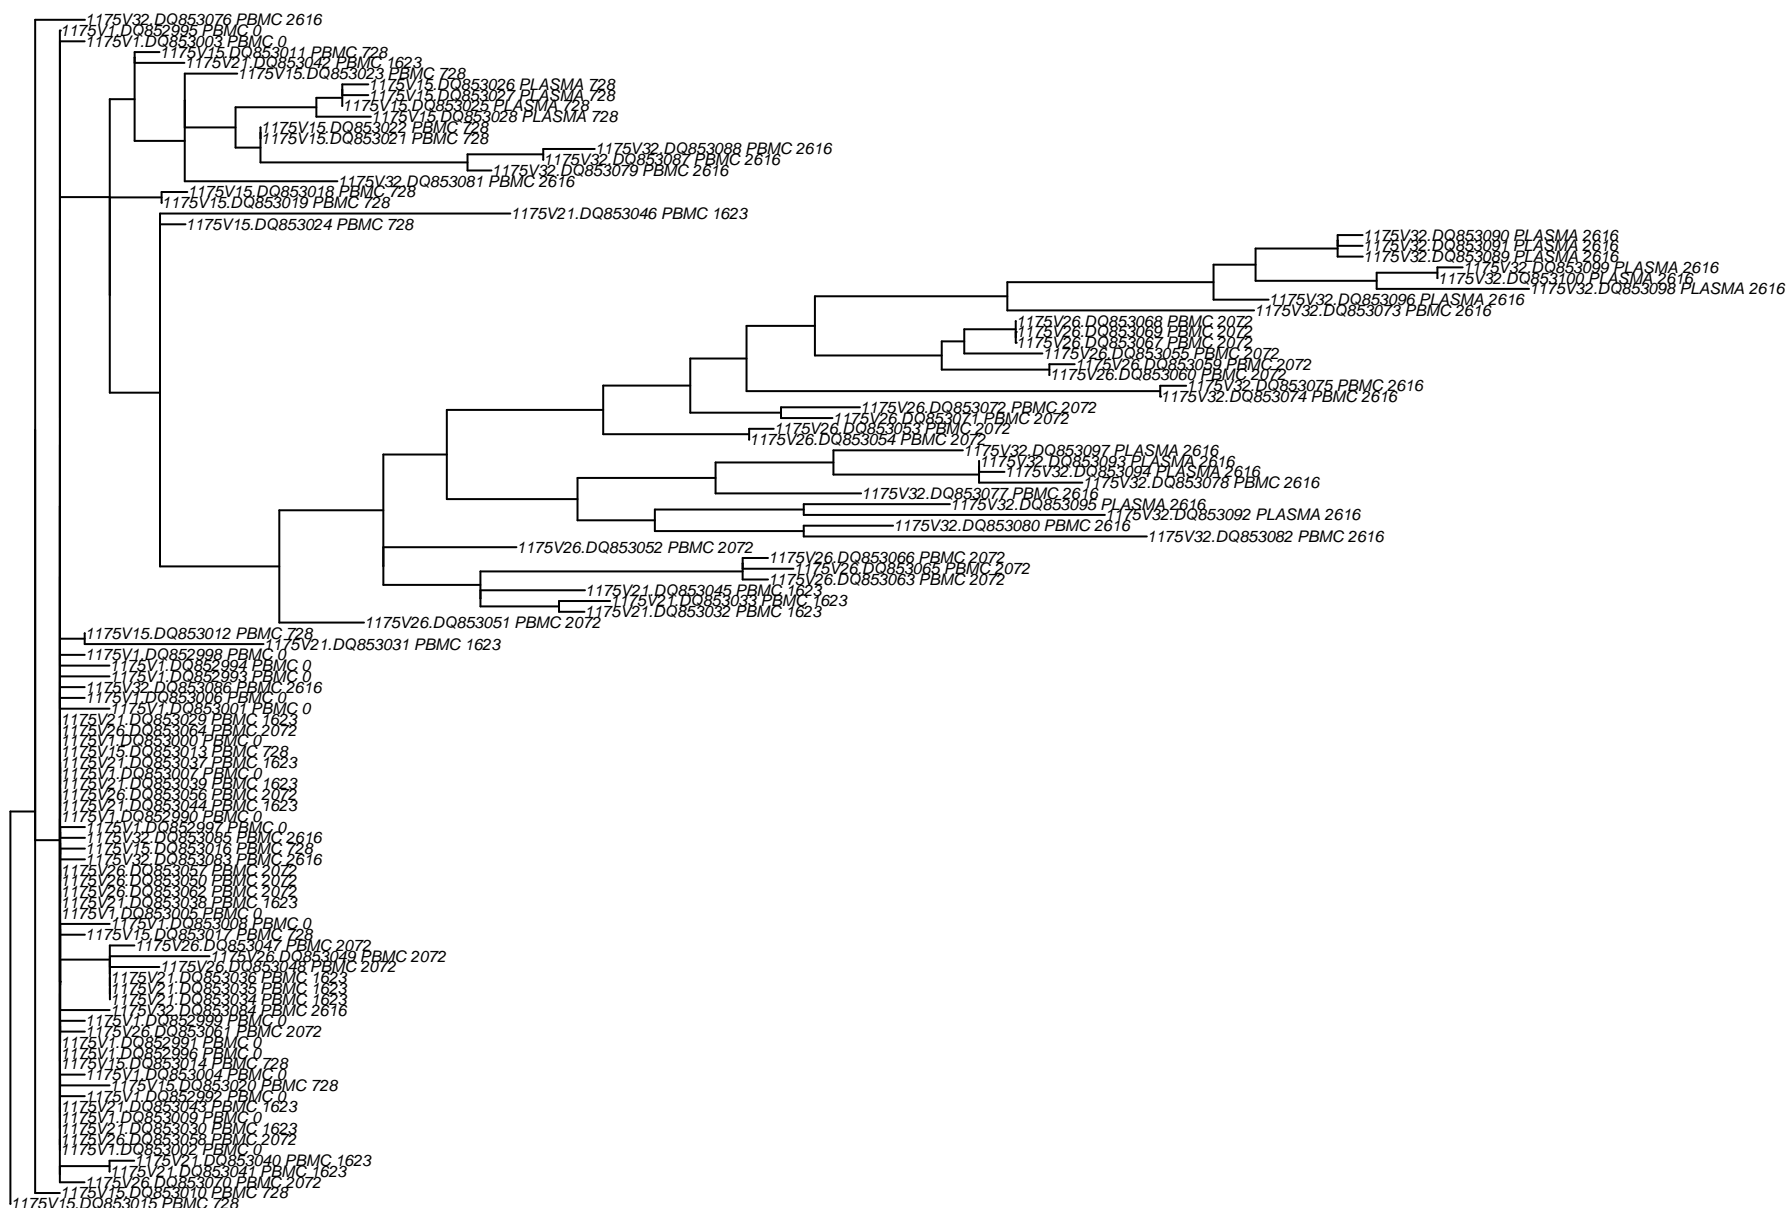 1175V32.DQ853076 PBMC 2616
1175V1.DQ852995 PBMC 0
1175V1.DQ853003 PBMC 0
1175V15.DQ853011 PBMC 728
1175V21.DQ853042 PBMC 1623
1175V15.DQ853023 PBMC 728
1175V15.DQ853026 PLASMA 728
1175V15.DQ853027 PLASMA 728
1175V15.DQ853025 PLASMA 728
1175V15.DQ853028 PLASMA 728
1175V15.DQ853022 PBMC 728
1175V15.DQ853021 PBMC 728
1175V32.DQ853088 PBMC 2616
1175V32.DQ853087 PBMC 2616
1175V32.DQ853079 PBMC 2616
1175V32.DQ853081 PBMC 2616
1175V15.DQ853018 PBMC 728
1175V15.DQ853019 PBMC 728
1175V21.DQ853046 PBMC 1623
1175V15.DQ853024 PBMC 728
1175V32.DQ853090 PLASMA 2616
1175V32.DQ853091 PLASMA 2616
1175V32.DQ853089 PLASMA 2616
1175V32.DQ853099 PLASMA 2616
1175V32.DQ853100 PLASMA 2616
1175V32.DQ853098 PLASMA 2616
1175V32.DQ853096 PLASMA 2616
1175V32.DQ853073 PBMC 2616
1175V26.DQ853068 PBMC 2072
1175V26.DQ853069 PBMC 2072
1175V26.DQ853067 PBMC 2072
1175V26.DQ853055 PBMC 2072
1175V26.DQ853059 PBMC 2072
1175V26.DQ853060 PBMC 2072
1175V32.DQ853075 PBMC 2616
1175V32.DQ853074 PBMC 2616
1175V26.DQ853072 PBMC 2072
1175V26.DQ853071 PBMC 2072
1175V26.DQ853053 PBMC 2072
1175V26.DQ853054 PBMC 2072
1175V32.DQ853097 PLASMA 2616
1175V32.DQ853093 PLASMA 2616
1175V32.DQ853094 PLASMA 2616
1175V32.DQ853078 PBMC 2616
1175V32.DQ853077 PBMC 2616
1175V32.DQ853095 PLASMA 2616
1175V32.DQ853092 PLASMA 2616
1175V32.DQ853080 PBMC 2616
1175V32.DQ853082 PBMC 2616
1175V26.DQ853052 PBMC 2072
1175V26.DQ853066 PBMC 2072
1175V26.DQ853065 PBMC 2072
1175V26.DQ853063 PBMC 2072
1175V21.DQ853045 PBMC 1623
1175V21.DQ853033 PBMC 1623
1175V21.DQ853032 PBMC 1623
1175V26.DQ853051 PBMC 2072
1175V15.DQ853012 PBMC 728
1175V21.DQ853031 PBMC 1623
1175V1.DQ852998 PBMC 0
1175V1.DQ852994 PBMC 0
1175V1.DQ852993 PBMC 0
1175V32.DQ853086 PBMC 2616
1175V1.DQ853006 PBMC 0
1175V1.DQ853001 PBMC 0
1175V21.DQ853029 PBMC 1623
1175V26.DQ853064 PBMC 2072
1175V1.DQ853000 PBMC 0
1175V15.DQ853013 PBMC 728
1175V21.DQ853037 PBMC 1623
1175V1.DQ853007 PBMC 0
1175V21.DQ853039 PBMC 1623
1175V26.DQ853056 PBMC 2072
1175V21.DQ853044 PBMC 1623
1175V1.DQ852990 PBMC 0
1175V1.DQ852997 PBMC 0
1175V32.DQ853085 PBMC 2616
1175V15.DQ853016 PBMC 728
1175V32.DQ853083 PBMC 2616
1175V26.DQ853057 PBMC 2072
1175V26.DQ853050 PBMC 2072
1175V26.DQ853062 PBMC 2072
1175V21.DQ853038 PBMC 1623
1175V1.DQ853005 PBMC 0
1175V1.DQ853008 PBMC 0
1175V15.DQ853017 PBMC 728
1175V26.DQ853047 PBMC 2072
1175V26.DQ853049 PBMC 2072
1175V26.DQ853048 PBMC 2072
1175V21.DQ853036 PBMC 1623
1175V21.DQ853035 PBMC 1623
1175V21.DQ853034 PBMC 1623
1175V32.DQ853084 PBMC 2616
1175V1.DQ852999 PBMC 0
1175V26.DQ853061 PBMC 2072
1175V1.DQ852991 PBMC 0
1175V1.DQ852996 PBMC 0
1175V15.DQ853014 PBMC 728
1175V1.DQ853004 PBMC 0
1175V15.DQ853020 PBMC 728
1175V1.DQ852992 PBMC 0
1175V21.DQ853043 PBMC 1623
1175V1.DQ853009 PBMC 0
1175V21.DQ853030 PBMC 1623
1175V26.DQ853058 PBMC 2072
1175V1.DQ853002 PBMC 0
1175V21.DQ853040 PBMC 1623
1175V21.DQ853041 PBMC 1623
1175V26.DQ853070 PBMC 2072
1175V15.DQ853010 PBMC 728
1175V15.DQ853015 PBMC 728